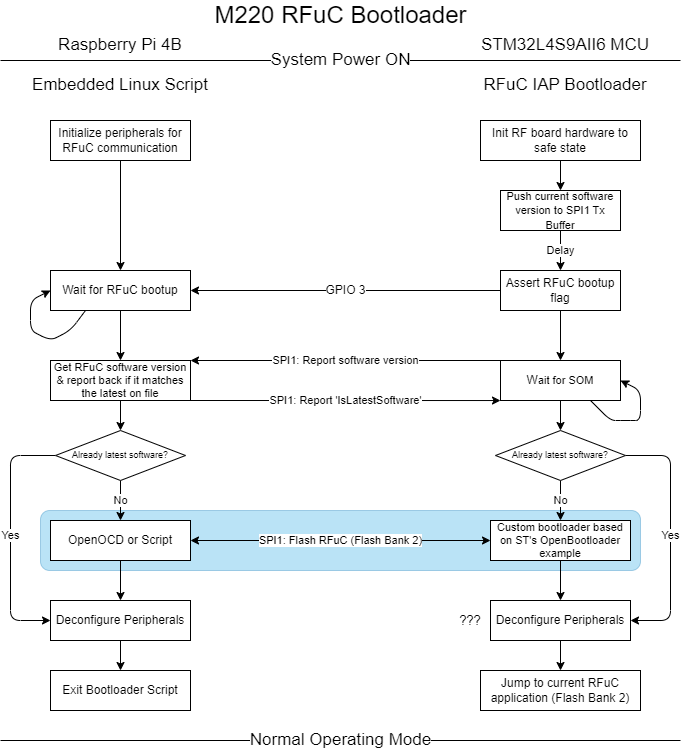 M220 RFuC Bootloader
Raspberry Pi 4B
STM32L4S9AII6 MCU
System Power ON
Embedded Linux Script
RFuC IAP Bootloader
Initialize peripherals for
RFuC communication
Init RF board hardware to
safe state
Push current software
version to SPI1 Tx
Buffer
Delay
Wait for RFuC bootup
GPIO 3
Assert RFuC bootup
flag
Get RFuC software version
& report back if it matches
the latest on file
SPI1: Report software version
SPI1: Report 'IsLatestSoftware'
Wait for SOM
Already latest software?
Already latest software?
No
No
Yes
Yes
OpenOCD or Script
SPI1: Flash RFuC (Flash Bank 2)
Custom bootloader based
on ST's OpenBootloader
example
Deconfigure Peripherals
???
Deconfigure Peripherals
Exit Bootloader Script
Jump to current RFuC
application (Flash Bank 2)
Normal Operating Mode